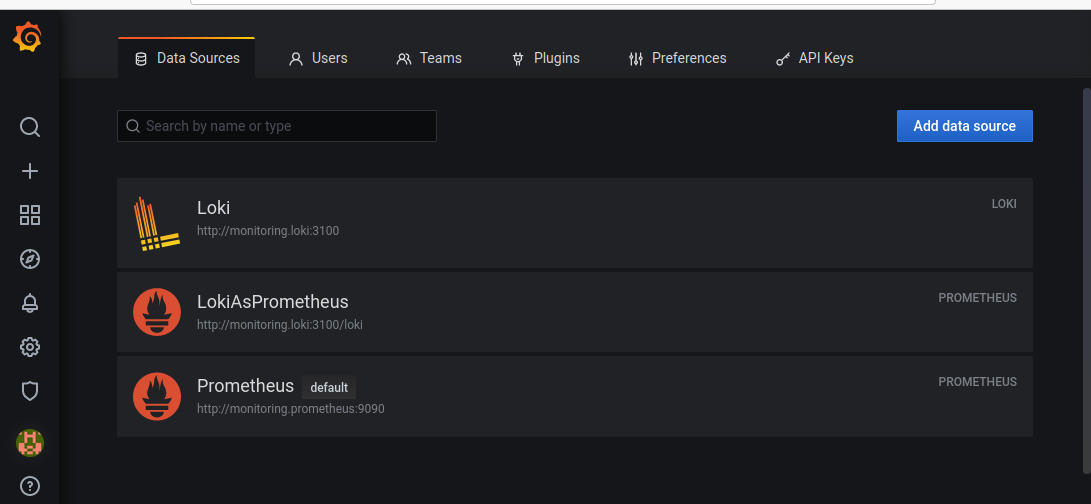 Data Sources
Users
Teams
Plugins
Preferences
API Keys
Search by name or type
Add data source
Loki
LOKI
http://monitoring.loki:3100
LokiAsPrometheus
PROMETHEUS
http://monitoring.loki:3100/loki
Prometheus default
PROMETHEUS
http://monitoring.prometheus:9090